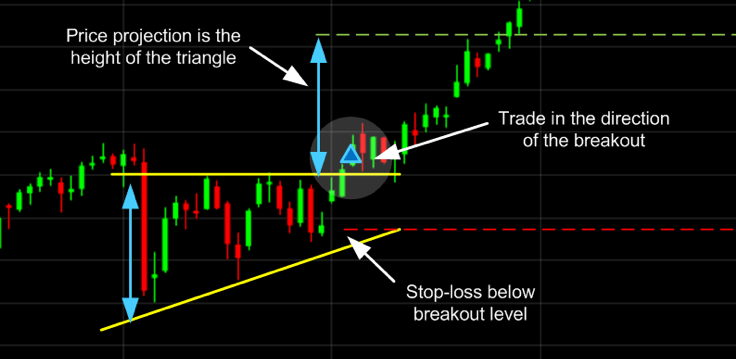 Price projection is the
height of the triangle
Trade in the direction
of the breakout
Stop-loss below
breakout level